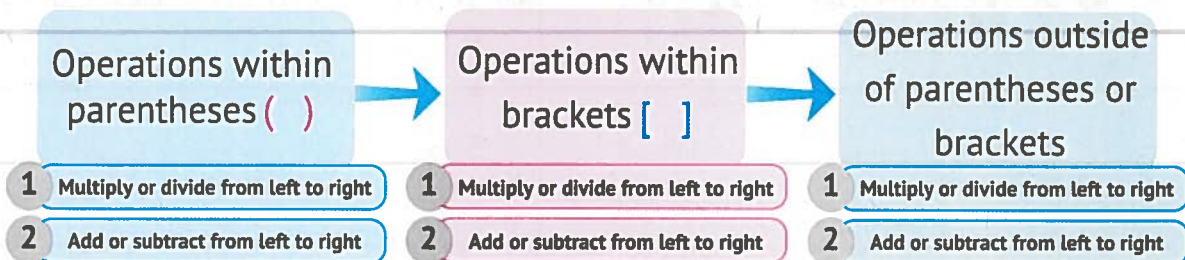 Operations within
parentheses ( )
1 Multiply or divide from left to right
2 Add or subtract from left to right
Operations within
brackets [ ]
1 Multiply or divide from left to right
2 Add or subtract from left to right
Operations outside
of parentheses or
brackets
1 Multiply or divide from left to right
2 Add or subtract from left to right